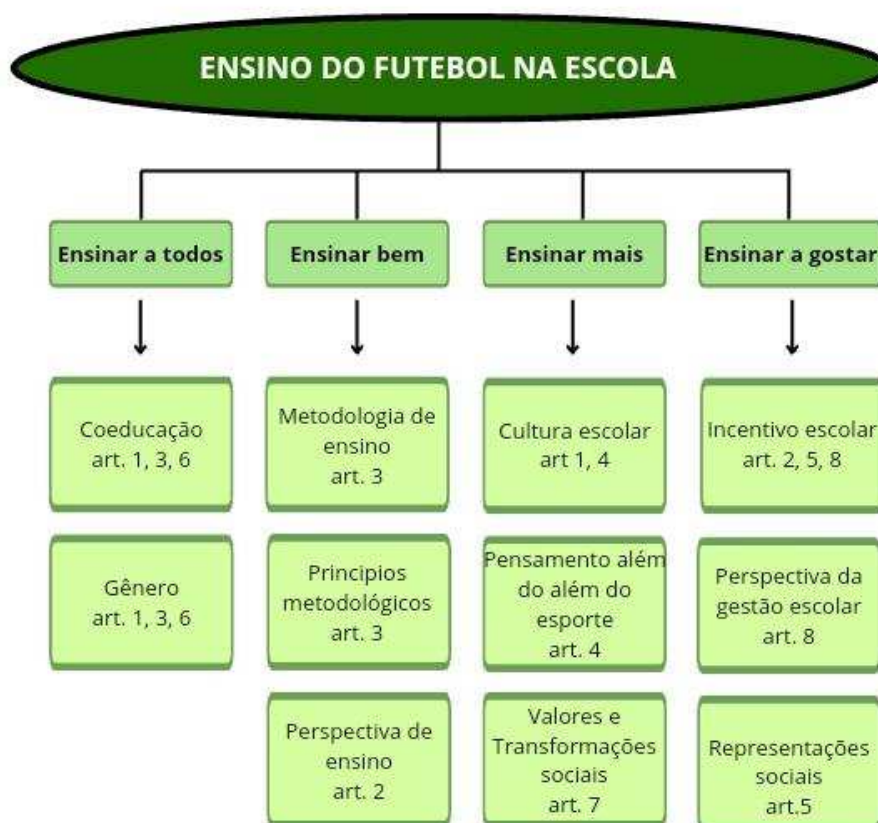 ENSINO DO FUTEBOL NA ESCOLA
Ensinar a todos
Ensinar bem
Ensinar mais
Ensinar a gostar
Coeducação
art. 1, 3, 6
Gênero
art. 1, 3, 6
Metodologia de
ensino
art. 3
Principios
metodológicos
art. 3
Perspectiva de
ensino
art. 2
Cultura escolar
art 1, 4
Pensamento além
do além do
esporte
art. 4
Valores e
Transformações
sociais
art. 7
Incentivo escolar
art. 2, 5, 8
Perspectiva da
gestão escolar
art. 8
Representações
sociais
art.5